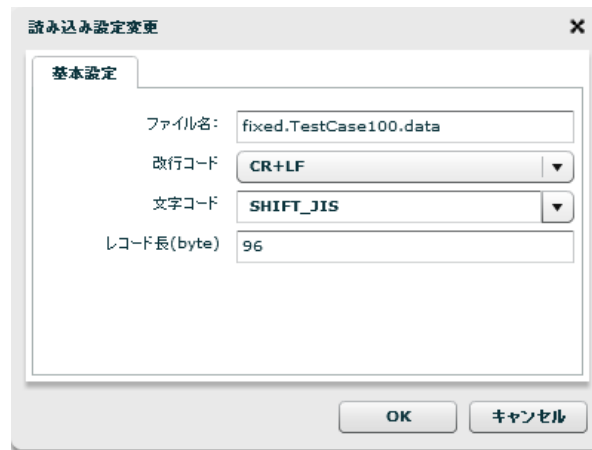 読み込み設定変更
基本設定
ファイル名: fixed.TestCase100.data
改行コード CR+LF
文字コード SHIFT_JIS
レコード長(byte) 96
OK キャンセル